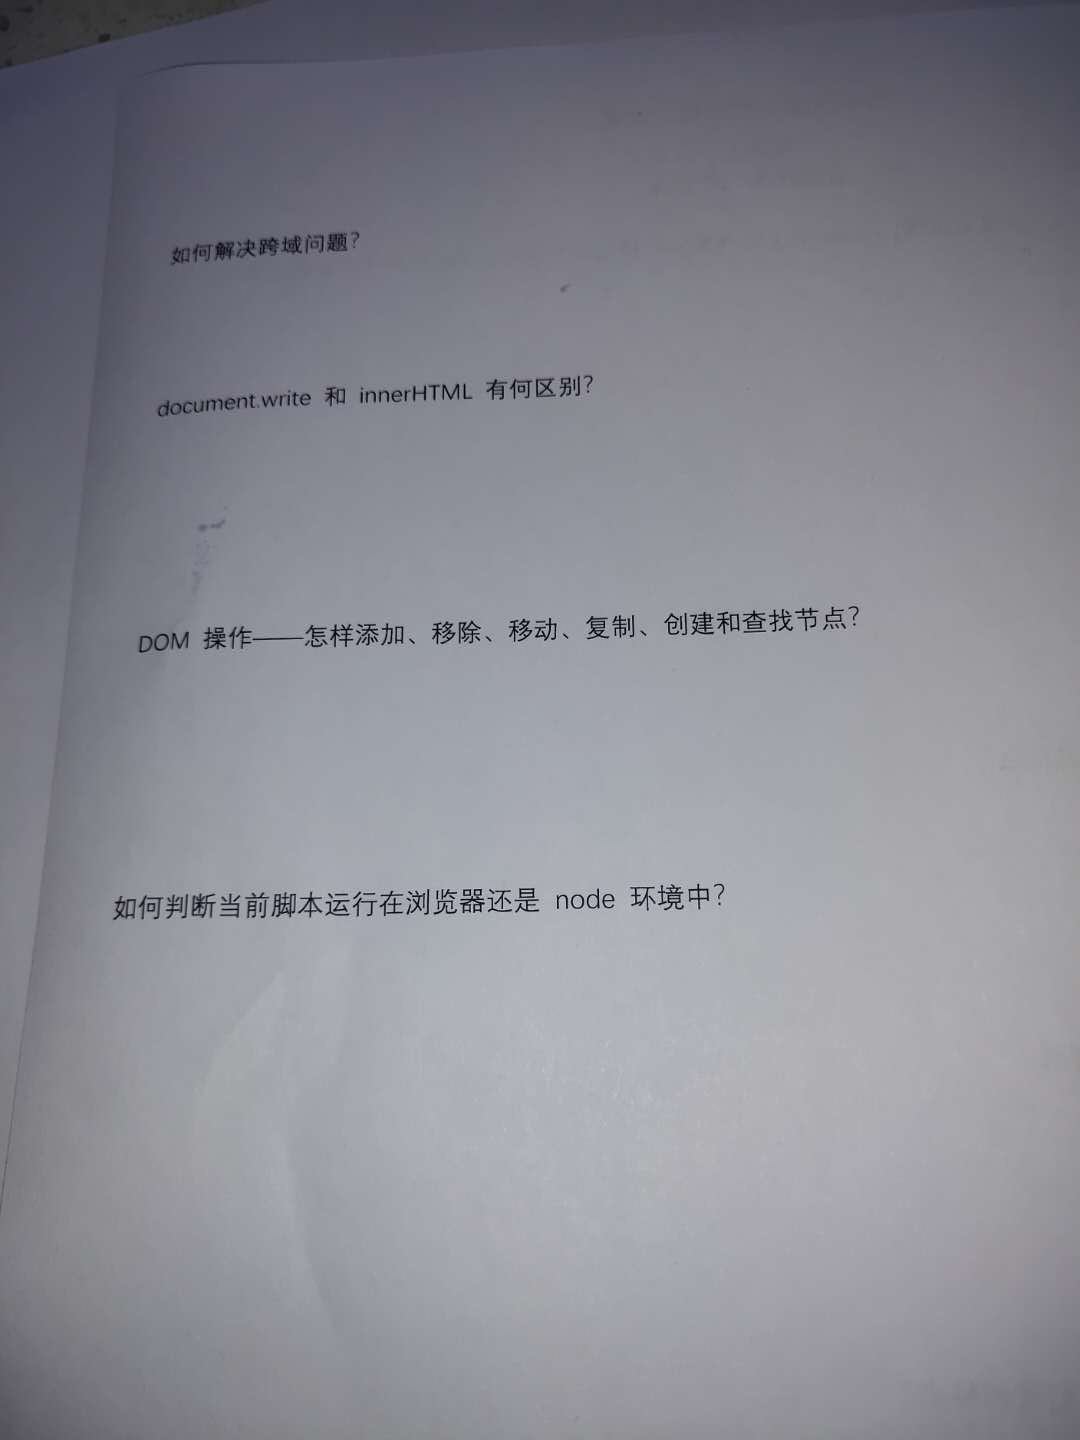 如何解决跨域问题？
document.write 和 innerHTML 有何区别？
DOM 操作——怎样添加、移除、移动、复制、创建和查找节点？
如何判断当前脚本运行在浏览器还是 node 环境中？